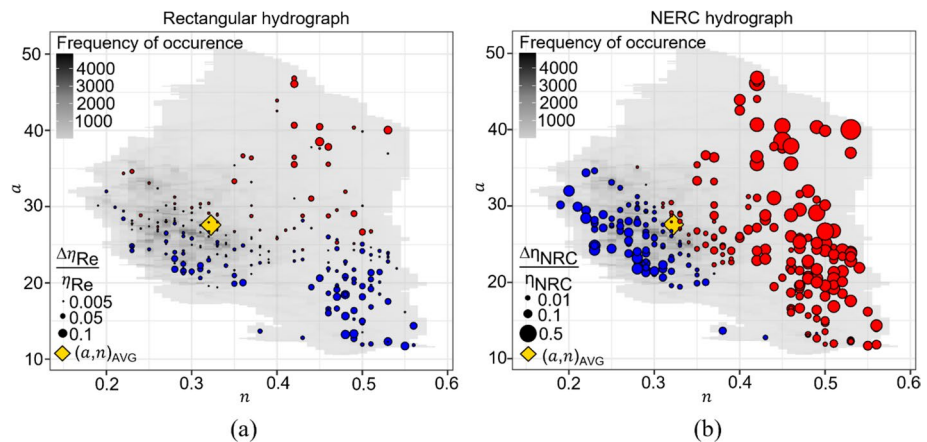 Rectangular hydrograph
Frequency of occurence
4000
3000
2000
1000
50
40
30
20
10
a
Δη_Re
η_Re
0.005
0.05
0.1
(a,n)_AVG
0.2
0.3
0.4
0.5
0.6
n
(a)
NERC hydrograph
Frequency of occurence
4000
3000
2000
1000
50
40
30
20
10
a
Δη_NRC
η_NRC
0.01
0.1
0.5
(a,n)_AVG
0.2
0.3
0.4
0.5
0.6
n
(b)